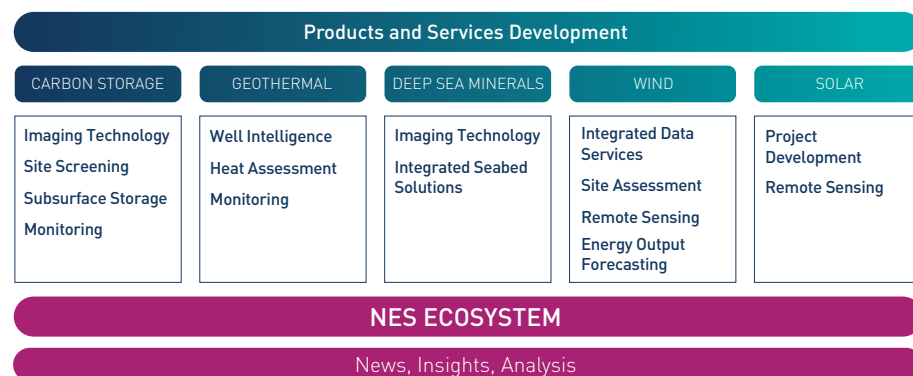 Products and Services Development
CARBON STORAGE
GEOTHERMAL
DEEP SEA MINERALS
WIND
SOLAR
Imaging Technology
Site Screening
Subsurface Storage
Monitoring
Well Intelligence
Heat Assessment
Monitoring
Imaging Technology
Integrated Seabed
Solutions
Integrated Data
Services
Site Assessment
Remote Sensing
Energy Output
Forecasting
Project
Development
Remote Sensing
NES ECOSYSTEM
News, Insights, Analysis